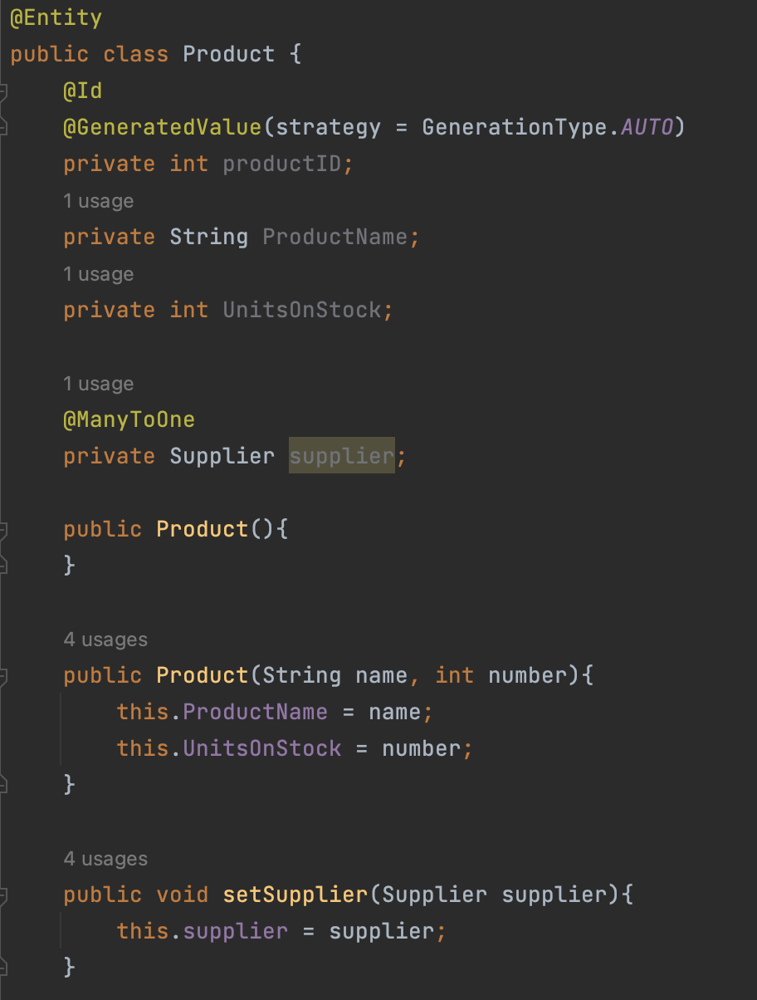 @Entity
public class Product {
@Id
@GeneratedValue(strategy = GenerationType.AUTO)
private int productID;
1 usage
private String ProductName;
1 usage
private int UnitsOnStock;
1 usage
@ManyToOne
private Supplier supplier;
public Product(){
}
4 usages
public Product(String name, int number){
this.ProductName = name;
this.UnitsOnStock = number;
}
4 usages
public void setSupplier(Supplier supplier){
this.supplier = supplier;
}